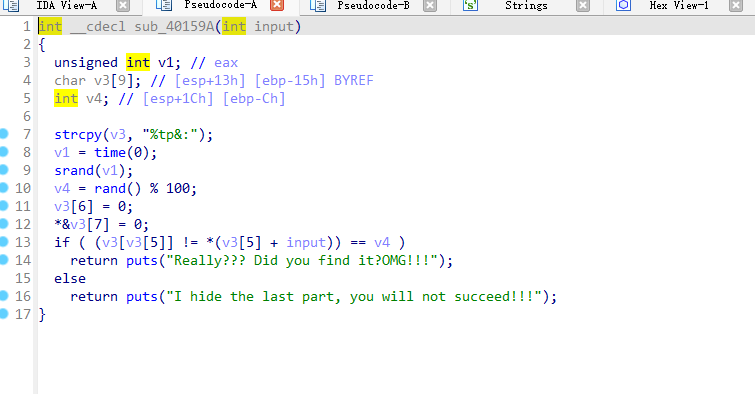 IDA View-A Pseudocode-A Pseudocode-B Strings Hex View-1
1 int __cdecl sub_40159A(int input)
2 {
3 unsigned int v1; // eax
4 char v3[9]; // [esp+13h] [ebp-15h] BYREF
5 int v4; // [esp+1Ch] [ebp-Ch]
6
7 strcpy(v3, "%tp&:");
8 v1 = time(0);
9 srand(v1);
10 v4 = rand() % 100;
11 v3[6] = 0;
12 *&v3[7] = 0;
13 if ( (v3[v3[5]] != *(v3[5] + input)) == v4 )
14 return puts("Really??? Did you find it?OMG!!!");
15 else
16 return puts("I hide the last part, you will not succeed!!!");
17 }